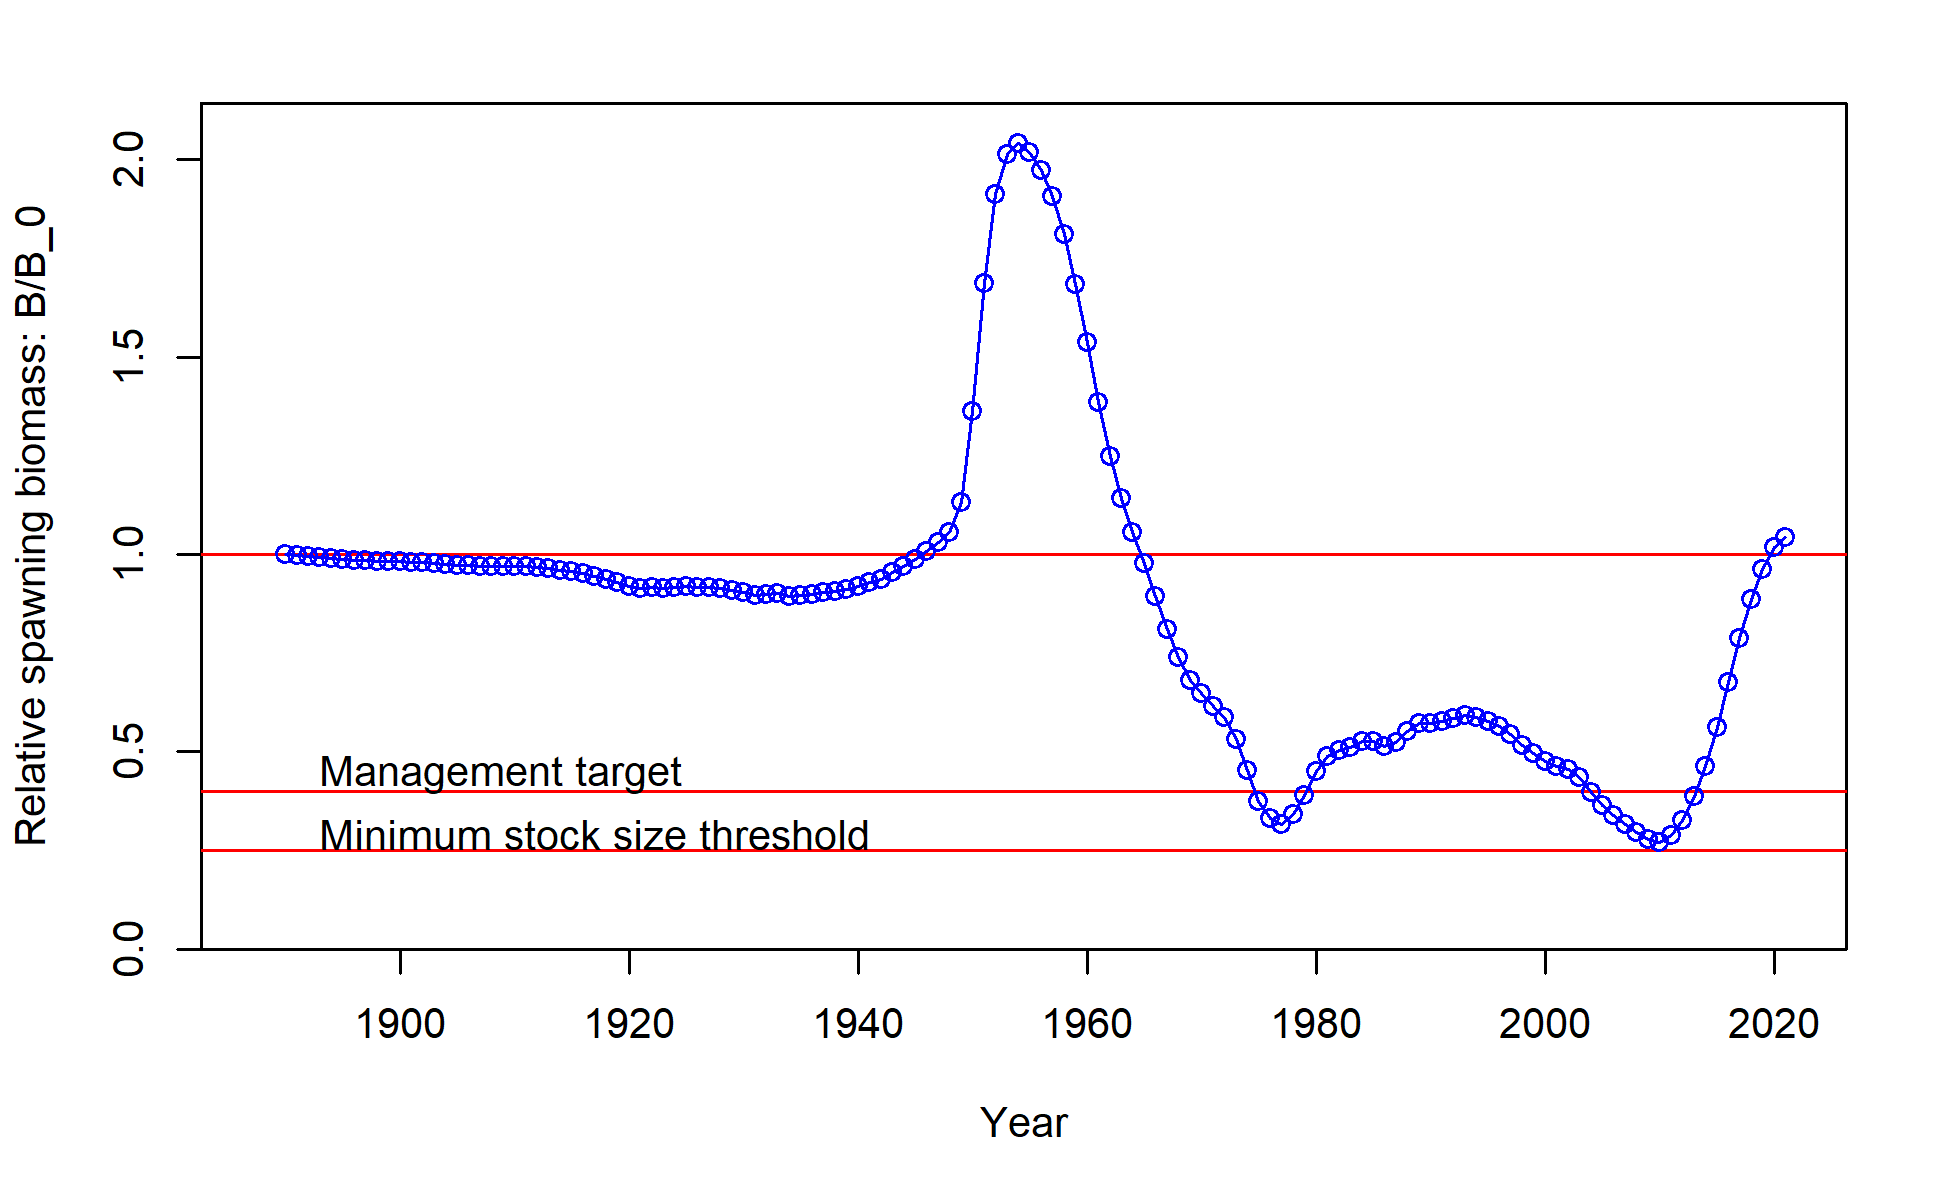 Relative spawning biomass: B/B_0
2.0
1.5
1.0
0.5
0.0
Management target
Minimum stock size threshold
1900 1920 1940 1960 1980 2000 2020
Year